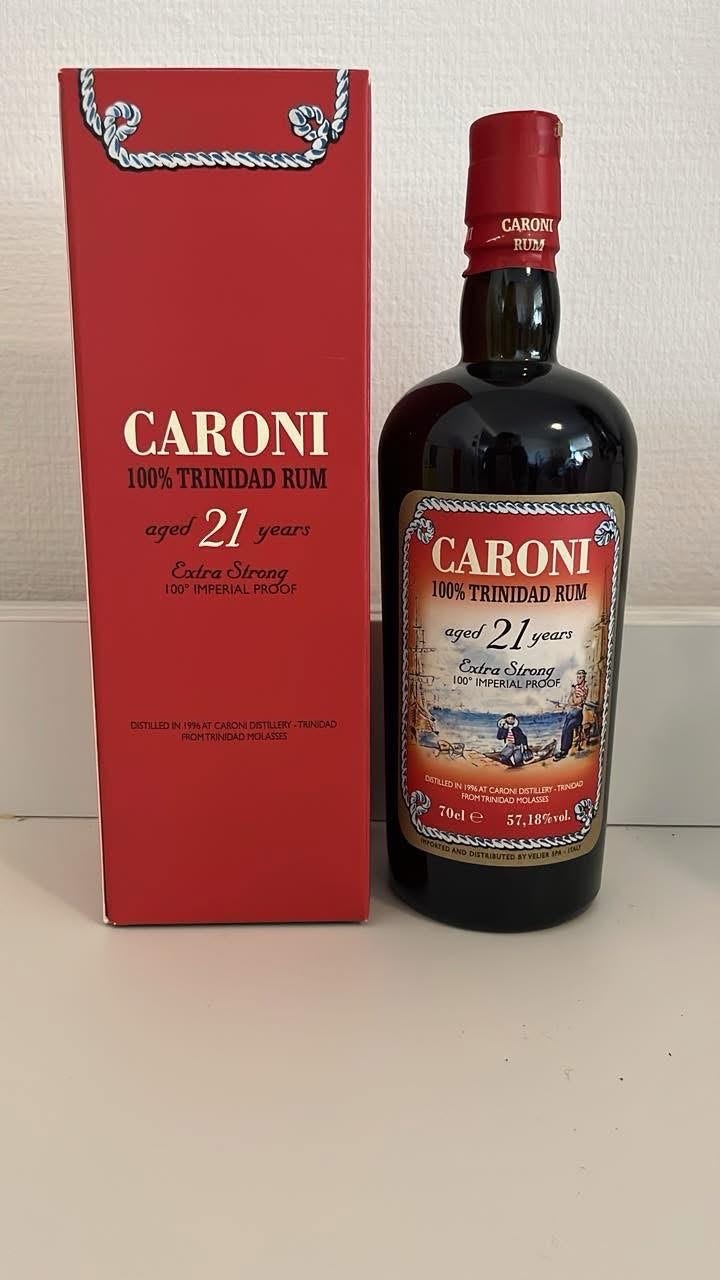 CARONI
100% TRINIDAD RUM
aged 21 years
Extra Strong
100° IMPERIAL PROOF
DISTILLED IN 1996 AT CARONI DISTILLERY - TRINIDAD
FROM TRINIDAD MOLASSES
CARONI
RUM
CARONI
100% TRINIDAD RUM
aged 21 years
Extra Strong
100° IMPERIAL PROOF
DISTILLED IN 1996 AT CARONI DISTILLERY - TRINIDAD
FROM TRINIDAD MOLASSES
70cl e 57,18% vol.
IMPORTED AND DISTRIBUTED BY VELIER SPA - ITALY